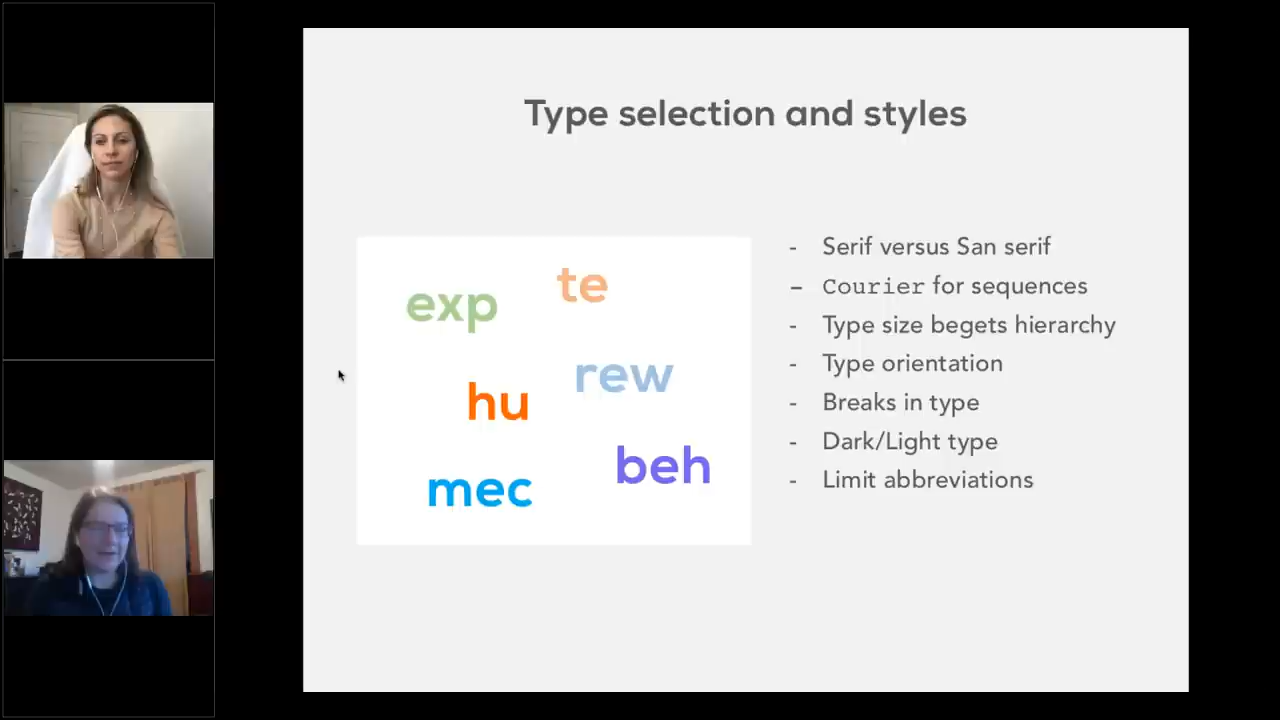 Type selection and styles
te
exp
rew
hu
beh
mec
- Serif versus San serif
- Courier for sequences
- Type size begets hierarchy
- Type orientation
- Breaks in type
- Dark/Light type
- Limit abbreviations